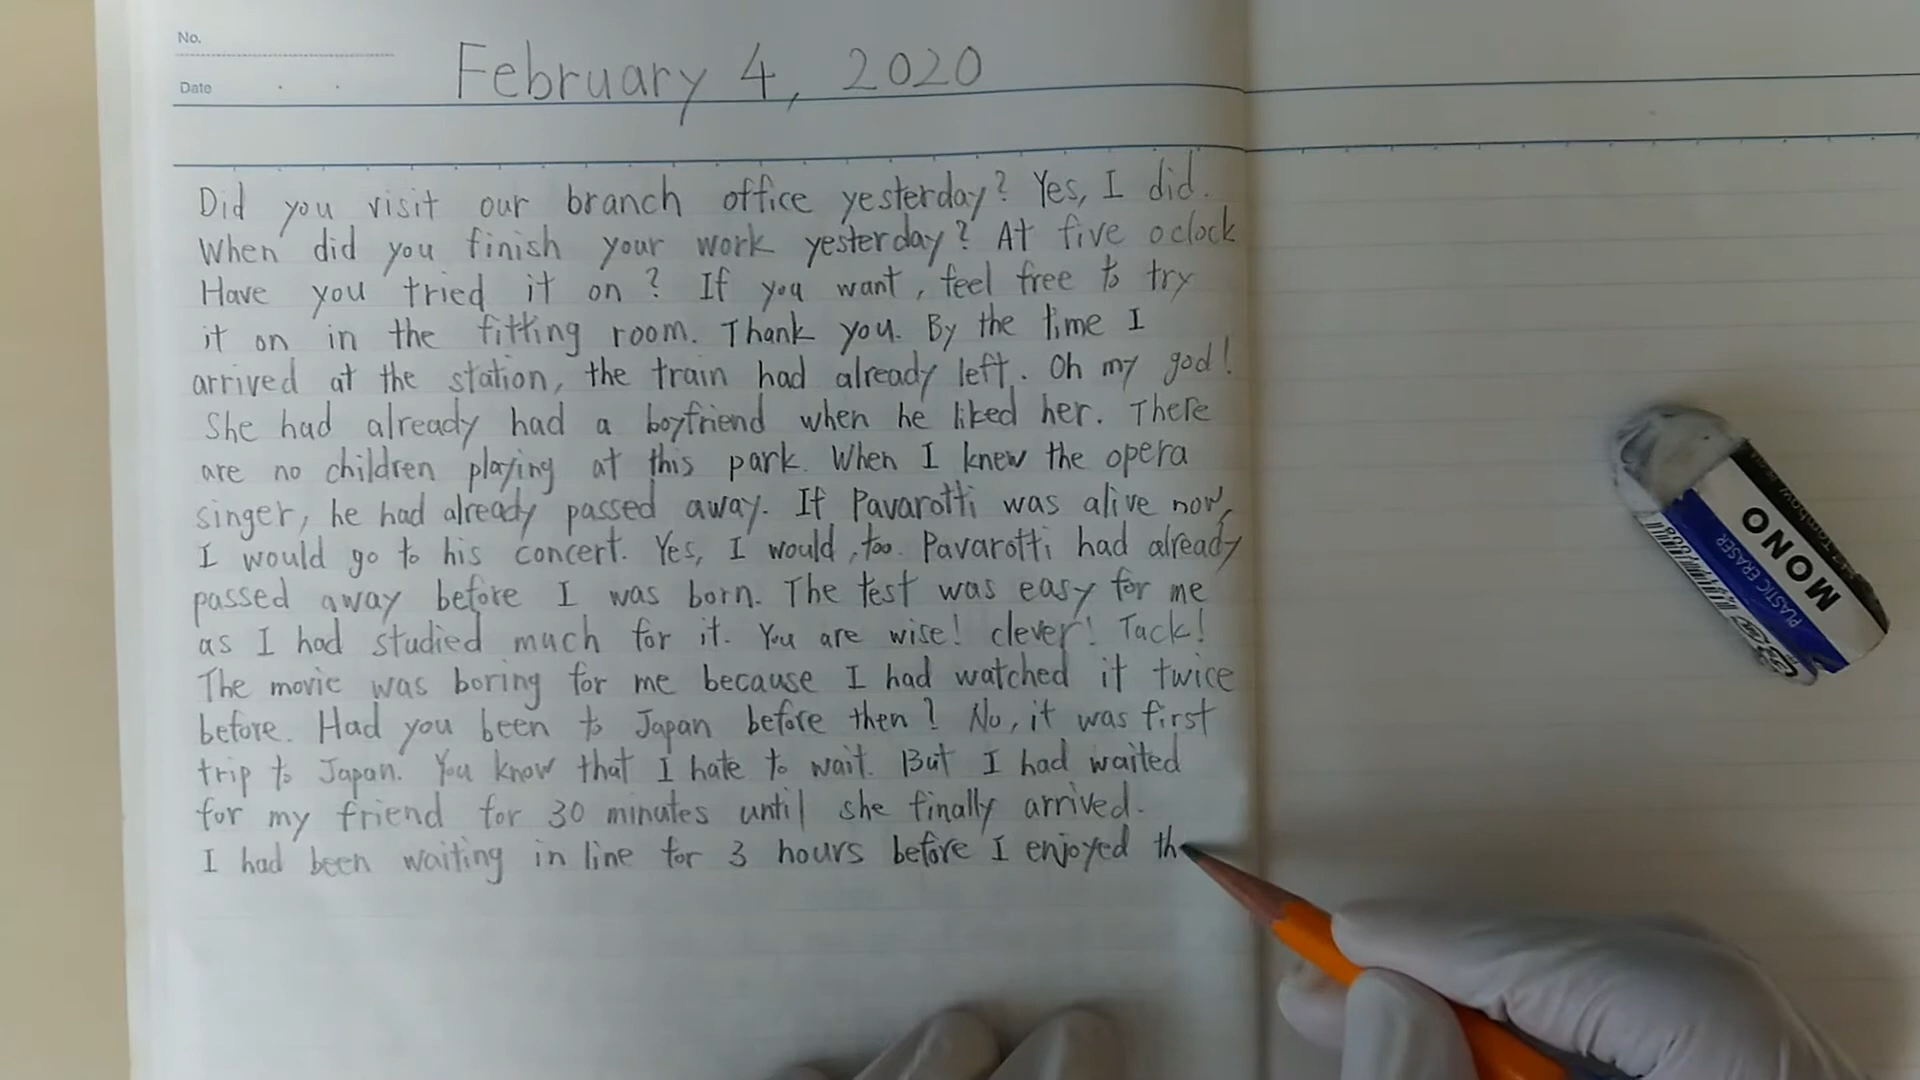 No.
Date
February 4, 2020
Did you visit our branch office yesterday? Yes, I did.
When did you finish your work yesterday? At five oclock
Have you tried it on? If you want, feel free to try
it on in the fitting room. Thank you. By the time I
arrived at the station, the train had already left. Oh my god!
She had already had a boyfriend when he liked her. There
are no children playing at this park. When I knew the opera
singer, he had already passed away. If Pavarotti was alive now,
I would go to his concert. Yes, I would, too. Pavarotti had already
passed away before I was born. The test was easy for me
as I had studied much for it. You are wise! clever! Tack!
The movie was boring for me because I had watched it twice
before. Had you been to Japan before then? No, it was first
trip to Japan. You know that I hate to wait. But I had waited
for my friend for 30 minutes until she finally arrived.
I had been waiting in line for 3 hours before I enjoyed th
MONO
PLASTIC ERASER
Tombow